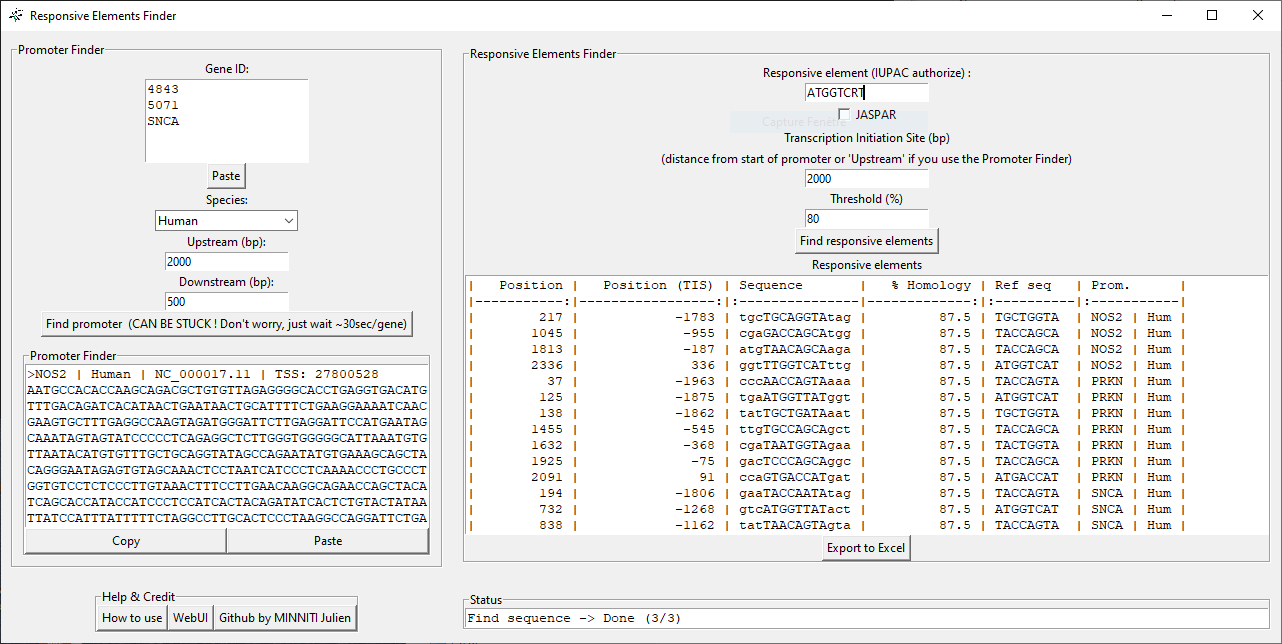 Responsive Elements Finder
Promoter Finder
Gene ID:
4843
5071
SNCA
Paste
Species:
Human
Upstream (bp):
2000
Downstream (bp):
500
Find promoter  (CAN BE STUCK ! Don't worry, just wait ~30sec/gene)
Promoter Finder
>NOS2 | Human | NC_000017.11 | TSS: 27800528
AATGCCACACCAAGCAGACGCTGTGTTAGAGGGGCACCTGAGGTGACATG
TTTGACAGATCACATAACTGAATAACTGCATTTTCTGAAGGAAAATCAAC
GAAGTGCTTTGAGGCCAAGTAGATGGGATTCTTGAGGATTCCATGAATAG
CAAATAGTAGTATCCCCCTCAGAGGCTCTTGGGTGGGGGCATTAAATGTG
TTAATACATGTGTTTGCTGCAGGTATAGCCAGAATATGTGAAAGCAGCTA
CAGGGAATAGAGTGTAGCAAACTCCTAATCATCCCTCAAAACCCTGCCCT
GGTGTCCTCTCCCTTGTAAACTTTCCTTGAACAAGGCAGAACCAGCTACA
TCAGCACCATACCATCCCTCCATCACTACAGATATCACTCTGTACTATAA
TTATCCATTTATTTTTCTAGGCCTTGCACTCCCTAAGGCCAGGATTCTGA
Copy
Paste
Help & Credit
How to use
WebUI
Github by MINNITI Julien
Responsive Elements Finder
Responsive element (IUPAC authorize) :
ATGGTCRT
Capture Fenêtre
JASPAR
Transcription Initiation Site (bp)
(distance from start of promoter or 'Upstream' if you use the Promoter Finder)
2000
Threshold (%)
80
Find responsive elements
Responsive elements
|   Position |   Position (TIS) | Sequence       |   % Homology | Ref seq   | Prom.      |
|-----------:|-----------------:|:---------------|-------------:|:----------|:-----------|
|        217 |            -1783 | tgcTGCAGGTAtag |         87.5 | TGCTGGTA  | NOS2 | Hum |
|       1045 |             -955 | cgaGACCAGCAtgg |         87.5 | TACCAGCA  | NOS2 | Hum |
|       1813 |             -187 | atgTAACAGCAaga |         87.5 | TACCAGCA  | NOS2 | Hum |
|       2336 |              336 | ggtTTGGTCATttg |         87.5 | ATGGTCAT  | NOS2 | Hum |
|         37 |            -1963 | cccAACCAGTAaaa |         87.5 | TACCAGTA  | PRKN | Hum |
|        125 |            -1875 | tgaATGGTTATggt |         87.5 | ATGGTCAT  | PRKN | Hum |
|        138 |            -1862 | tatTGCTGATAaat |         87.5 | TGCTGGTA  | PRKN | Hum |
|       1455 |             -545 | ttgTGCCAGCAgct |         87.5 | TACCAGCA  | PRKN | Hum |
|       1632 |             -368 | cgaTAATGGTAgaa |         87.5 | TACTGGTA  | PRKN | Hum |
|       1925 |              -75 | gacTCCCAGCAggc |         87.5 | TACCAGCA  | PRKN | Hum |
|       2091 |               91 | ccaGTGACCATgat |         87.5 | ATGACCAT  | PRKN | Hum |
|        194 |            -1806 | gaaTACCAATAtag |         87.5 | TACCAGTA  | SNCA | Hum |
|        732 |            -1268 | gtcATGGTTATact |         87.5 | ATGGTCAT  | SNCA | Hum |
|        838 |            -1162 | tatTAACAGTAgta |         87.5 | TACCAGTA  | SNCA | Hum |
Export to Excel
Status
Find sequence -> Done (3/3)